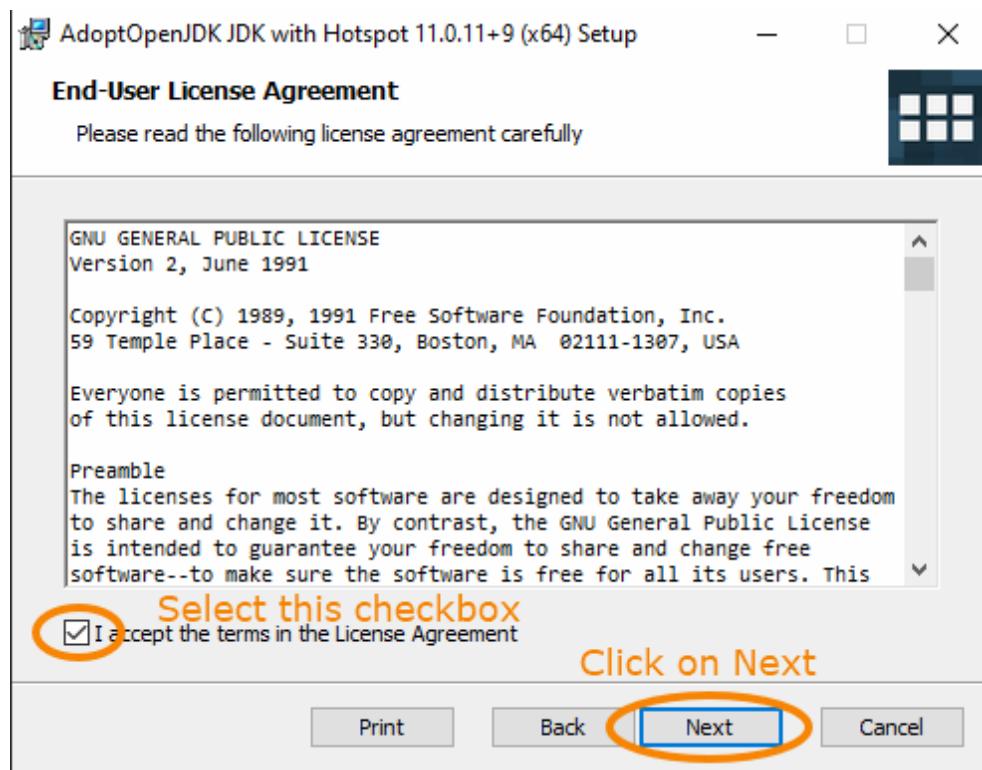 AdoptOpenJDK JDK with Hotspot 11.0.11+9 (x64) Setup
End-User License Agreement
Please read the following license agreement carefully
GNU GENERAL PUBLIC LICENSE
Version 2, June 1991
Copyright (C) 1989, 1991 Free Software Foundation, Inc.
59 Temple Place - Suite 330, Boston, MA  02111-1307, USA
Everyone is permitted to copy and distribute verbatim copies
of this license document, but changing it is not allowed.
Preamble
The licenses for most software are designed to take away your freedom
to share and change it. By contrast, the GNU General Public License
is intended to guarantee your freedom to share and change free
software--to make sure the software is free for all its users. This
Select this checkbox
I accept the terms in the License Agreement
Click on Next
Print
Back
Next
Cancel